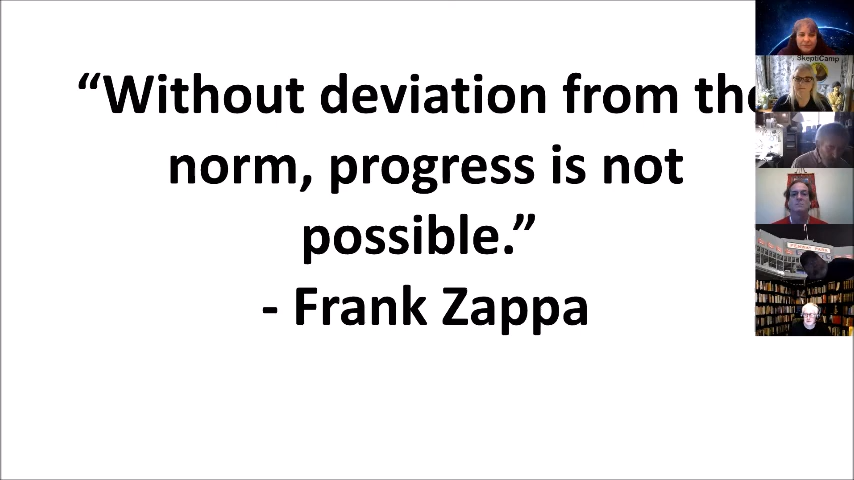 “Without deviation from the
norm, progress is not
possible.”
- Frank Zappa
SkeptiCamp